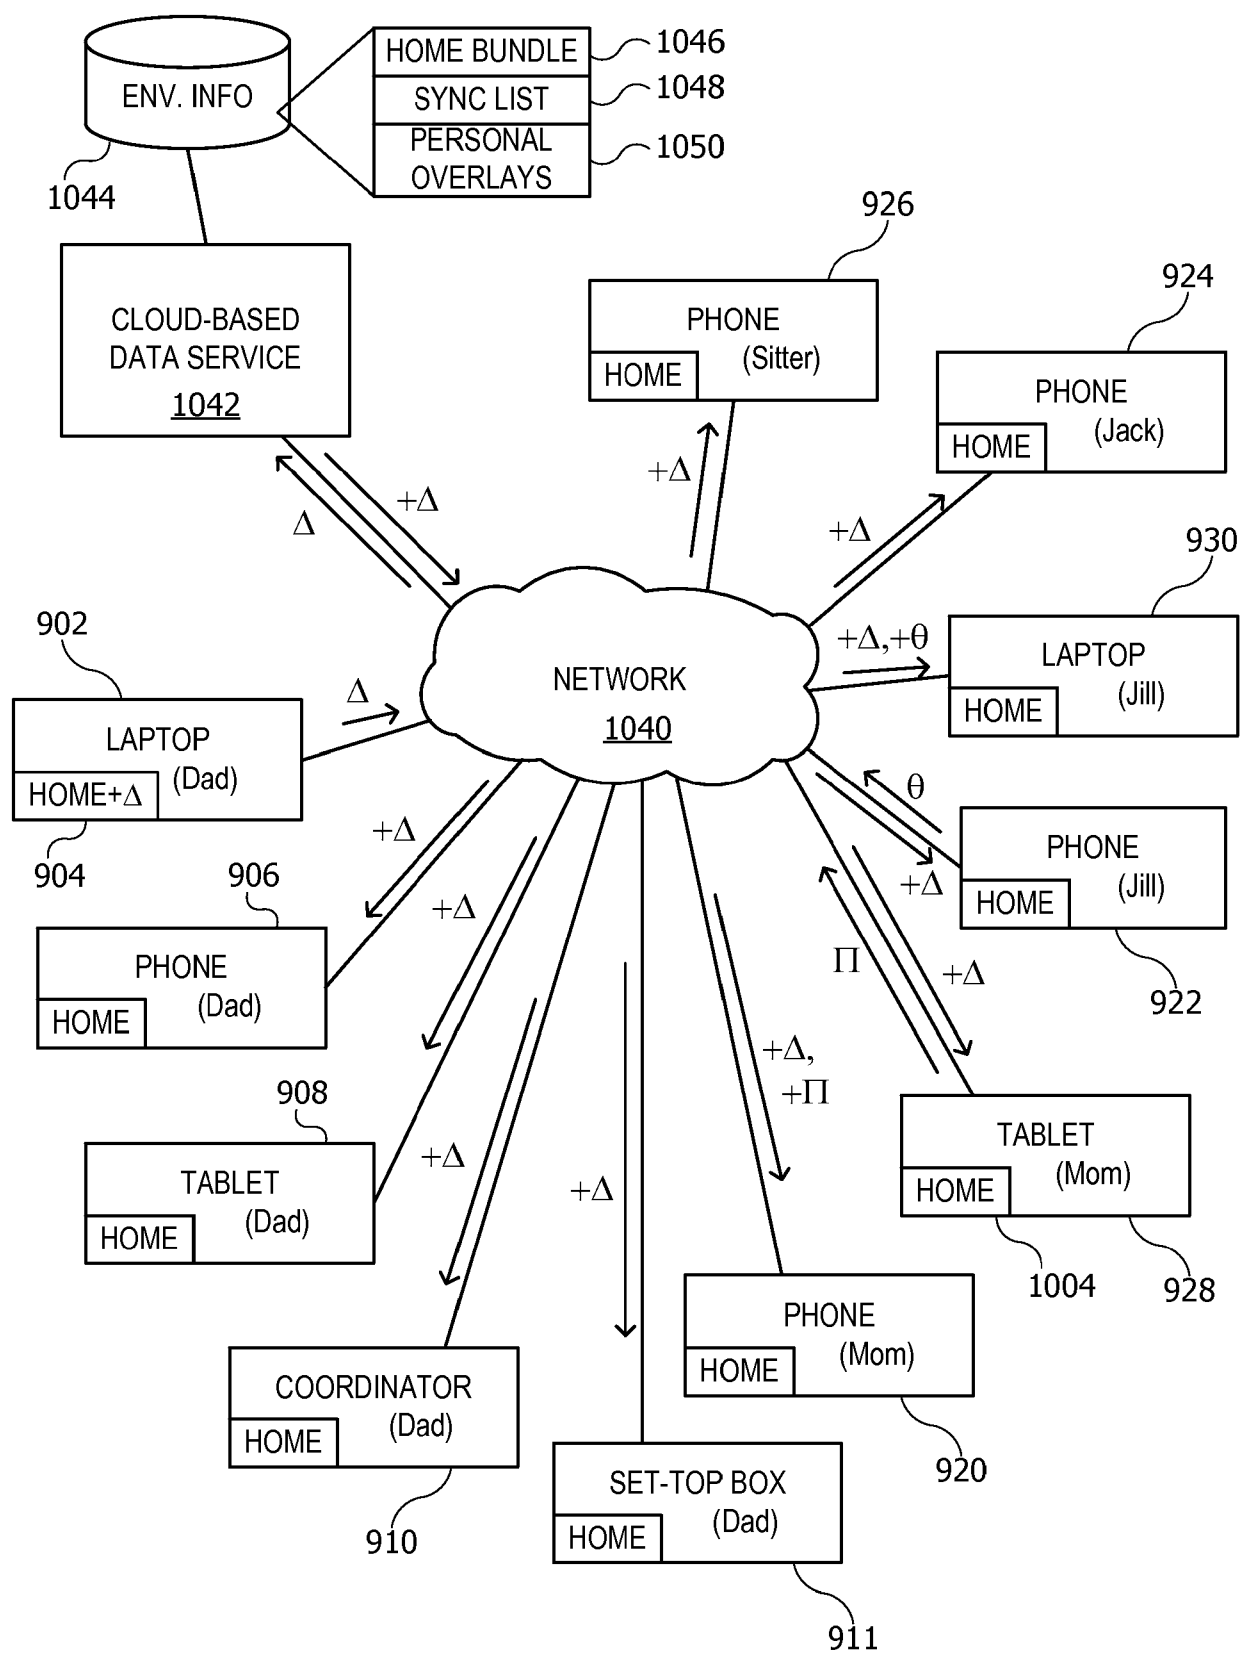 HOME BUNDLE
1046
ENV. INFO
SYNC LIST
1048
PERSONAL
OVERLAYS
1050
1044
CLOUD-BASED
DATA SERVICE
1042
926
PHONE
(Sitter)
HOME
924
PHONE
(Jack)
HOME
+Δ
Δ
+Δ
+Δ
930
LAPTOP
(Jill)
HOME
+Δ,+θ
NETWORK
1040
902
LAPTOP
(Dad)
HOME+Δ
904
Δ
θ
+Δ
PHONE
(Jill)
HOME
922
906
PHONE
(Dad)
HOME
+Δ
+Δ
Π
+Δ
908
TABLET
(Dad)
HOME
+Δ
+Δ
+Δ,
+Π
TABLET
(Mom)
HOME
1004
928
PHONE
(Mom)
HOME
920
COORDINATOR
(Dad)
HOME
910
SET-TOP BOX
(Dad)
HOME
911